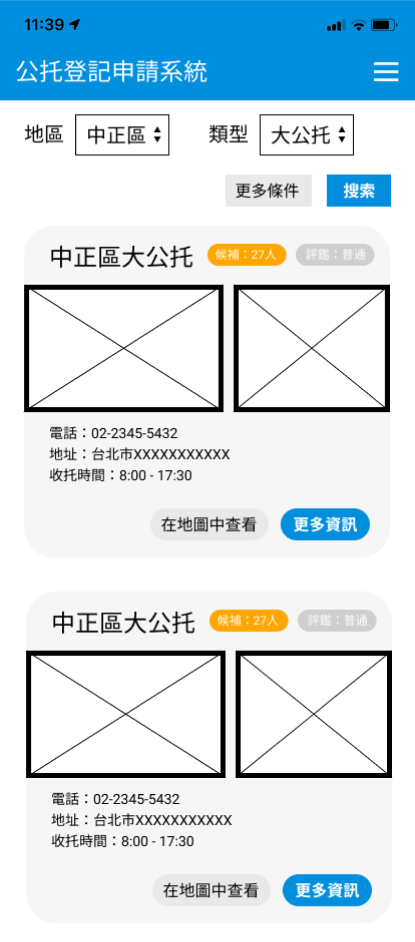 11:39
公托登記申請系統
地區 中正區 類型 大公托
更多條件 搜索
中正區大公托 候補：27人 評鑑：普通
電話：02-2345-5432
地址：台北市XXXXXXXXXXX
收托時間：8:00 - 17:30
在地圖中查看 更多資訊
中正區大公托 候補：27人 評鑑：普通
電話：02-2345-5432
地址：台北市XXXXXXXXXXX
收托時間：8:00 - 17:30
在地圖中查看 更多資訊